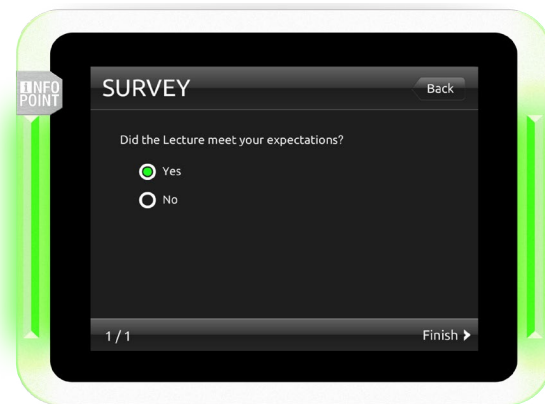 INFO
POINT
SURVEY
Back
Did the Lecture meet your expectations?
Yes
No
1 / 1
Finish